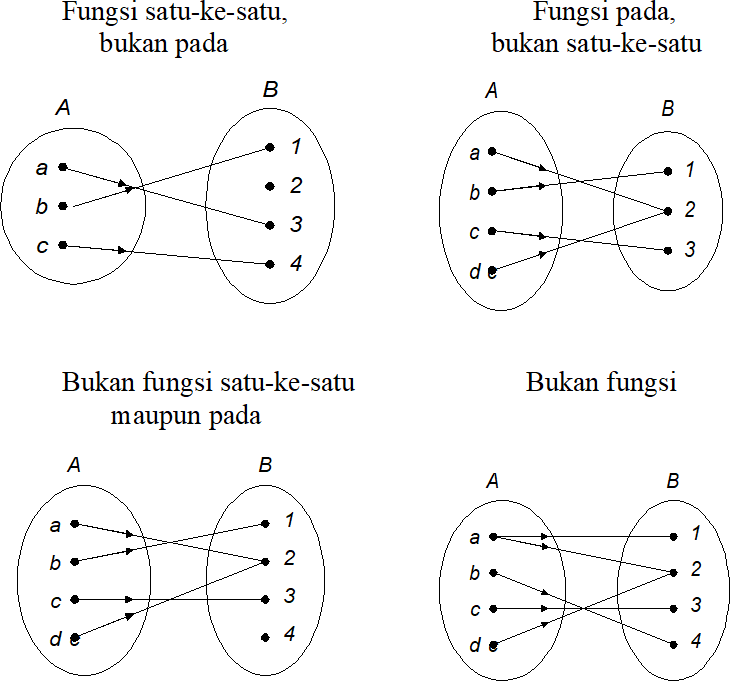 Fungsi satu-ke-satu,
bukan pada
A
B
a
b
c
1
2
3
4
Fungsi pada,
bukan satu-ke-satu
A
B
a
b
c
d c
1
2
3
Bukan fungsi satu-ke-satu
maupun pada
A
B
a
b
c
d c
1
2
3
4
Bukan fungsi
A
B
a
b
c
d c
1
2
3
4